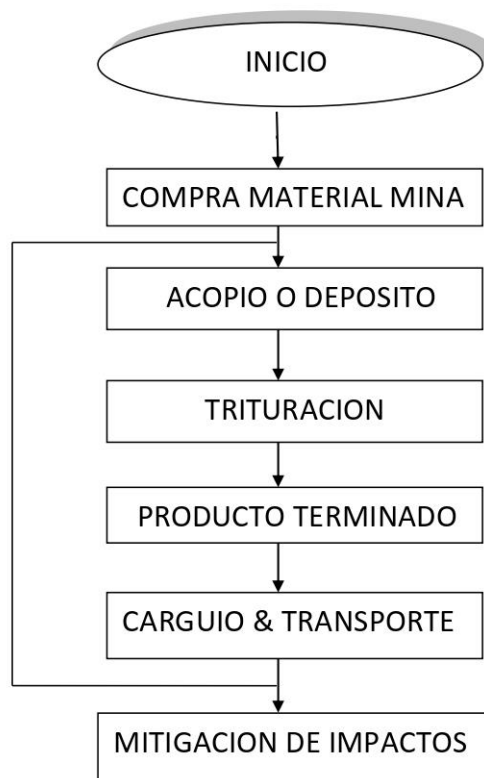 INICIO
COMPRA MATERIAL MINA
ACOPIO O DEPOSITO
TRITURACION
PRODUCTO TERMINADO
CARGUIO & TRANSPORTE
MITIGACION DE IMPACTOS